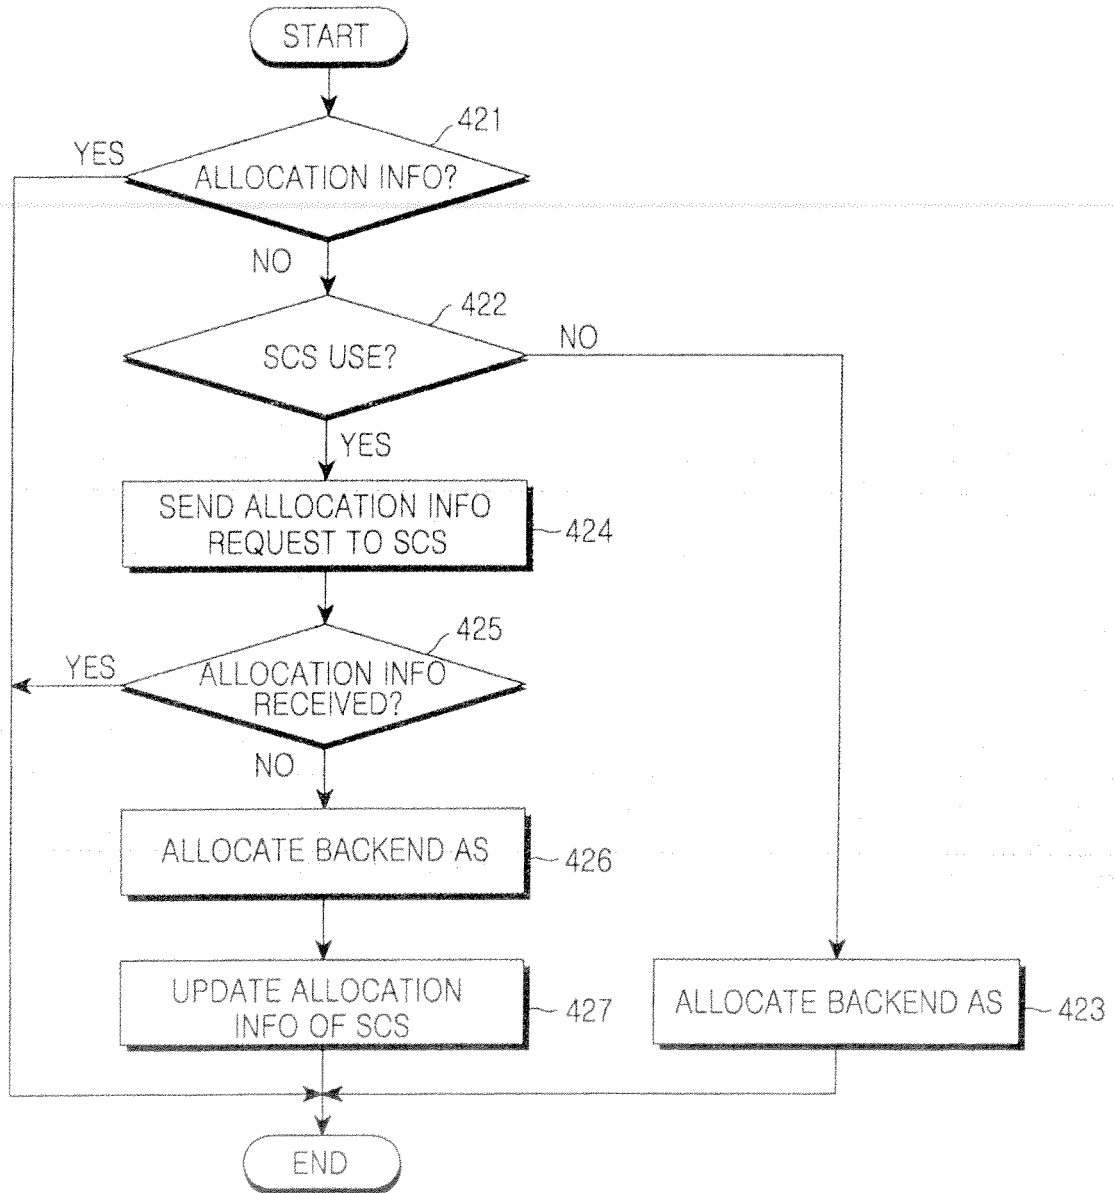 START
421
YES
ALLOCATION INFO?
NO
422
SCS USE?
NO
YES
SEND ALLOCATION INFO
REQUEST TO SCS
424
425
YES
ALLOCATION INFO
RECEIVED?
NO
ALLOCATE BACKEND AS
426
UPDATE ALLOCATION
INFO OF SCS
427
ALLOCATE BACKEND AS
423
END